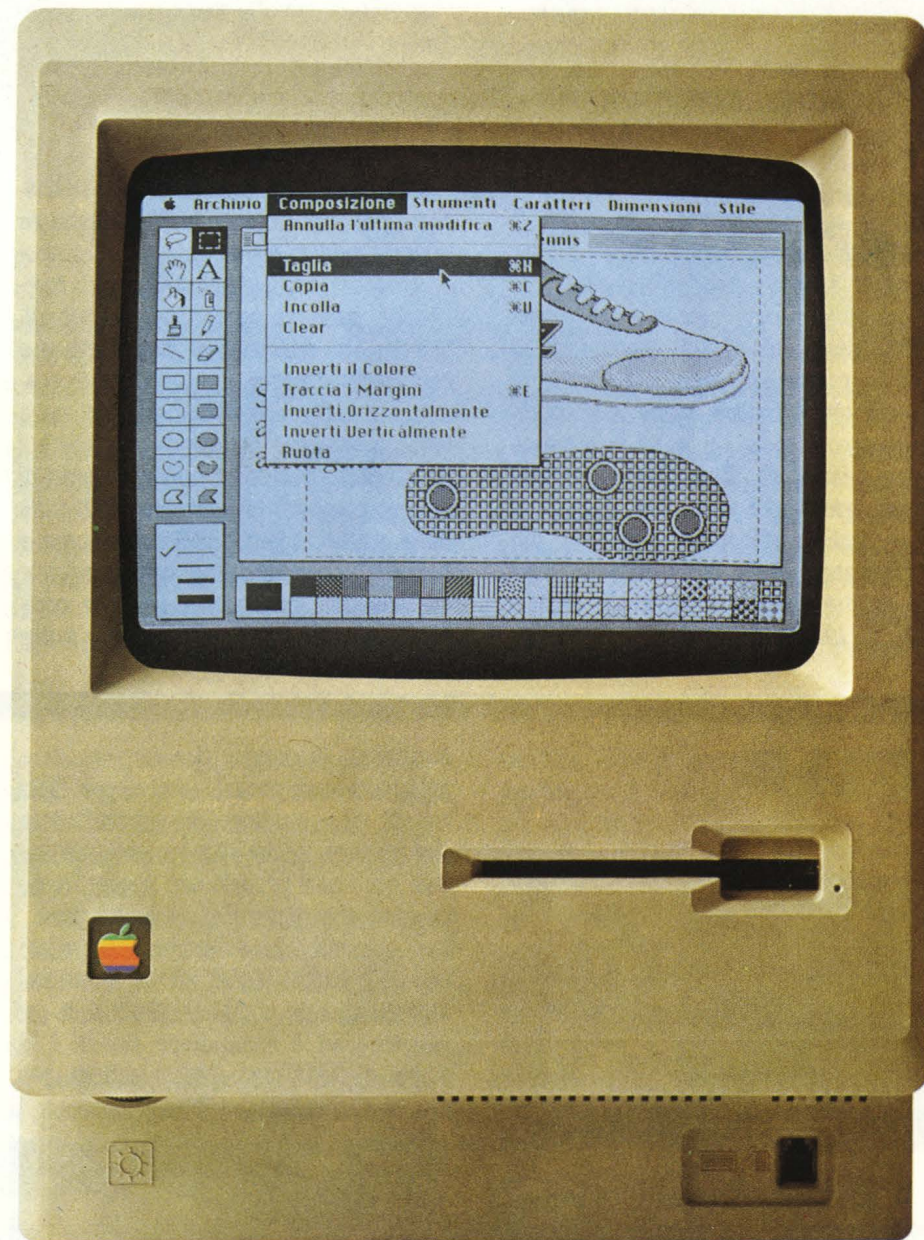 Archivio Composizione Strumenti Caratteri Dimensioni Stile
Annulla l'ultima modifica ⌘Z
ennis
Taglia ⌘X
Copia ⌘C
Incolla ⌘V
Clear
Inverti il Colore
Traccia i Margini ⌘E
Inverti Orizzontalmente
Inverti Verticalmente
Ruota
A